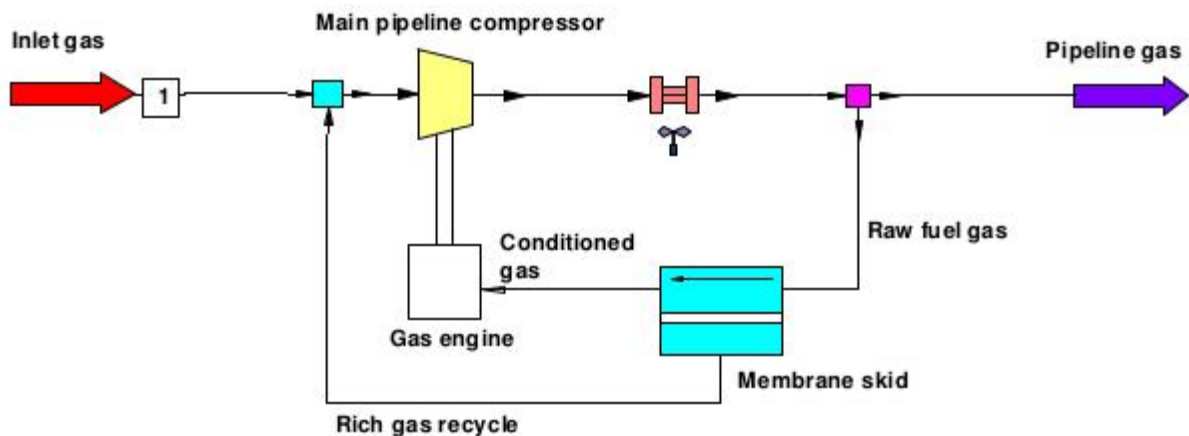 Main pipeline compressor
Inlet gas
Pipeline gas
1
Raw fuel gas
Conditioned
gas
Gas engine
Membrane skid
Rich gas recycle